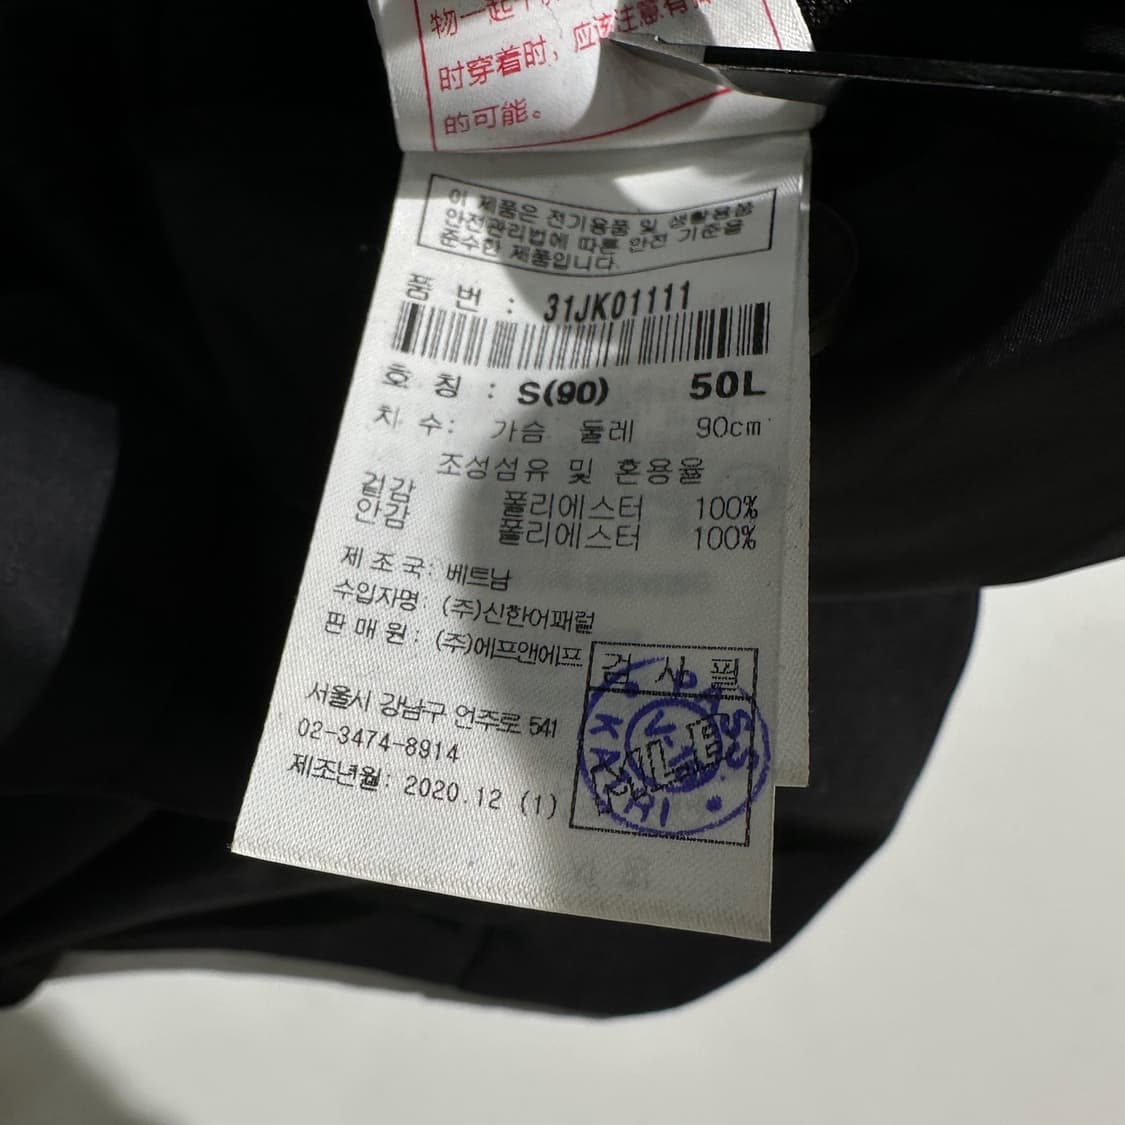 物一起
时穿着时，应该注意有
的可能。
이 제품은 전기용품 및 생활용품
안전관리법에 따른 안전 기준을
준수한 제품입니다.
품 번 : 31JK01111
호 칭 : S(90) 50L
치 수: 가슴 둘레 90cm
조성섬유 및 혼용율
겉감 폴리에스터 100%
안감 폴리에스터 100%
제 조 국: 베트남
수입자명: (주)신한어패럴
판 매 원: (주)에프앤에프
검 사 필
서울시 강남구 언주로 541
02-3474-8914
제조년월: 2020.12 (1)
MLB
PASS